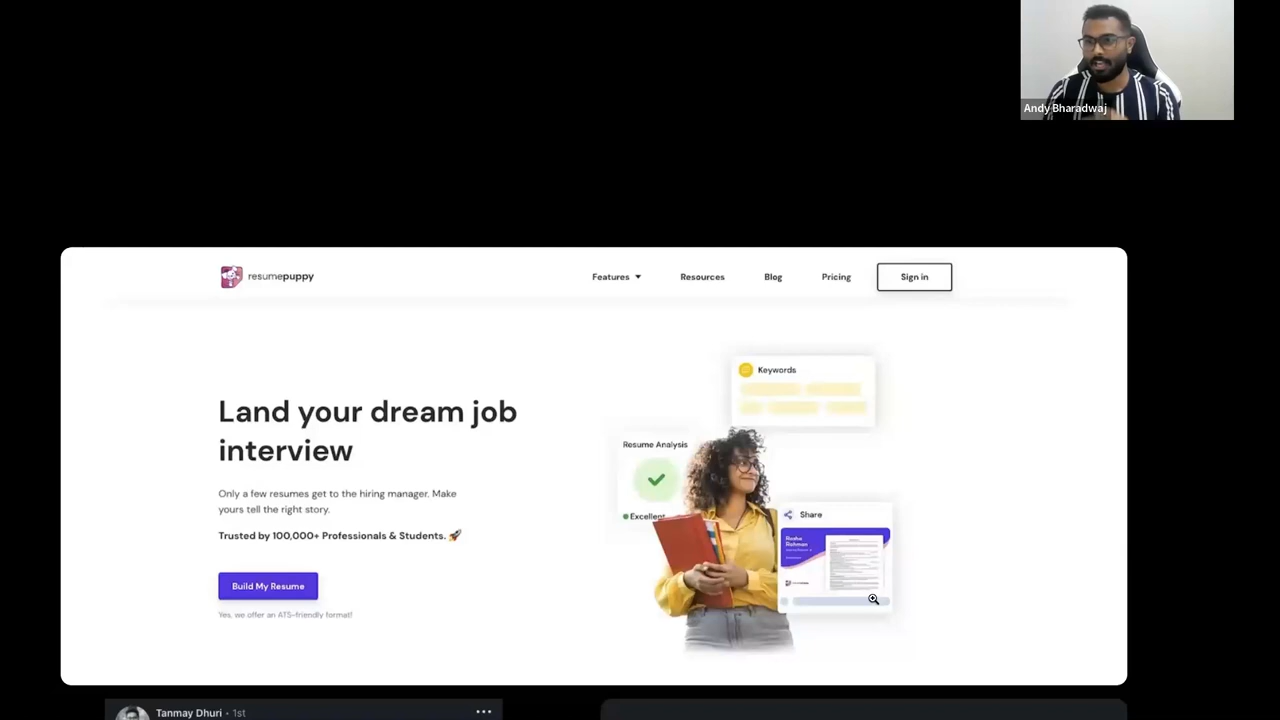 Andy Bharadwaj
resumepuppy
Features
Resources
Blog
Pricing
Sign in
Land your dream job
interview
Only a few resumes get to the hiring manager. Make
yours tell the right story.
Trusted by 100,000+ Professionals & Students. 🚀
Build My Resume
Yes, we offer an ATS-friendly format!
Keywords
Resume Analysis
Excellent
Share
Tanmay Dhuri • 1st